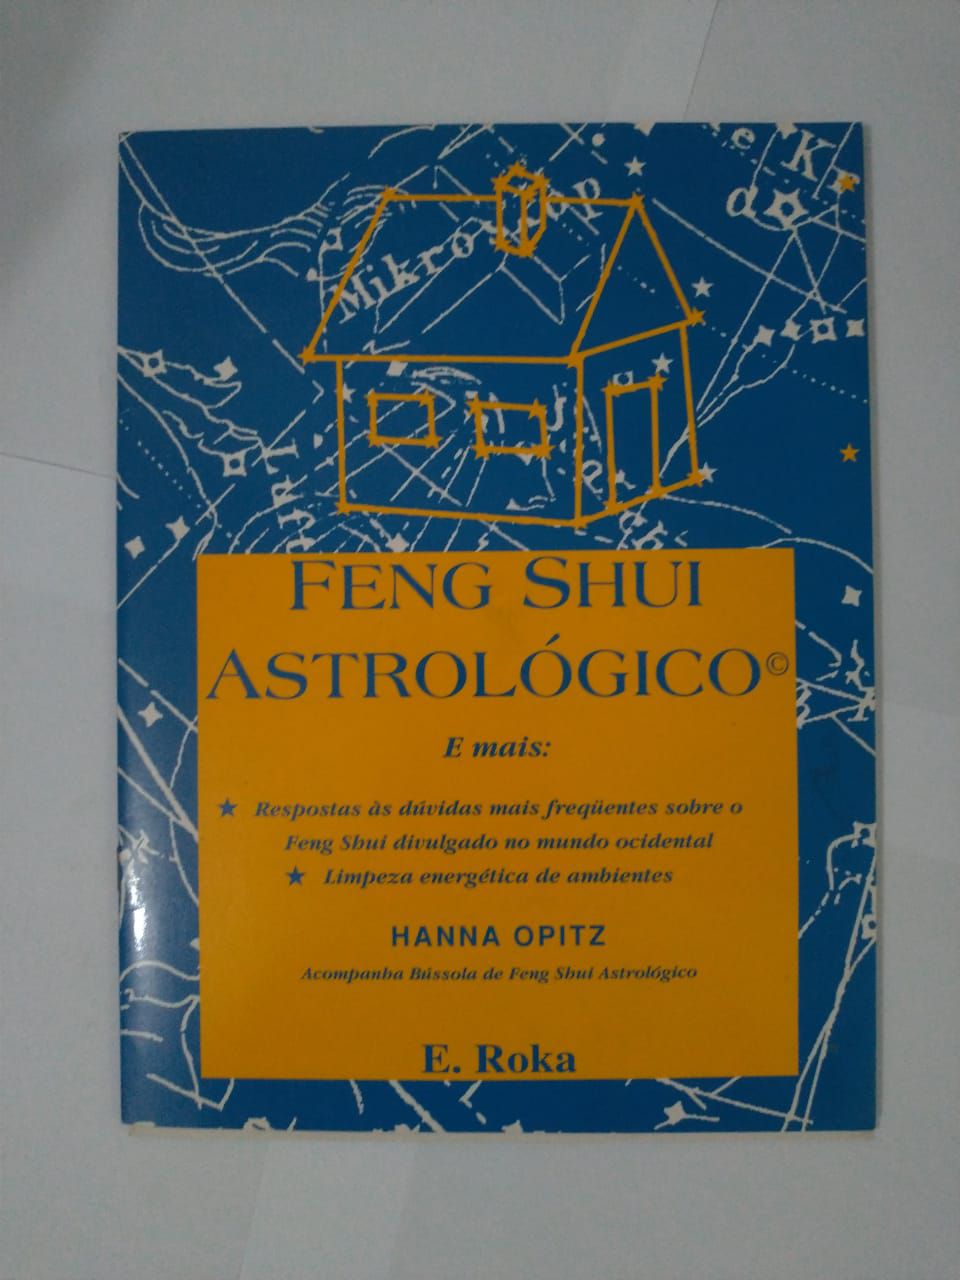 Mikroskop
e K
d
FENG SHUI
ASTROLÓGICO©
E mais:
★ Respostas às dúvidas mais freqüentes sobre o
Feng Shui divulgado no mundo ocidental
★ Limpeza energética de ambientes
HANNA OPITZ
Acompanha Bússola de Feng Shui Astrológico
E. Roka